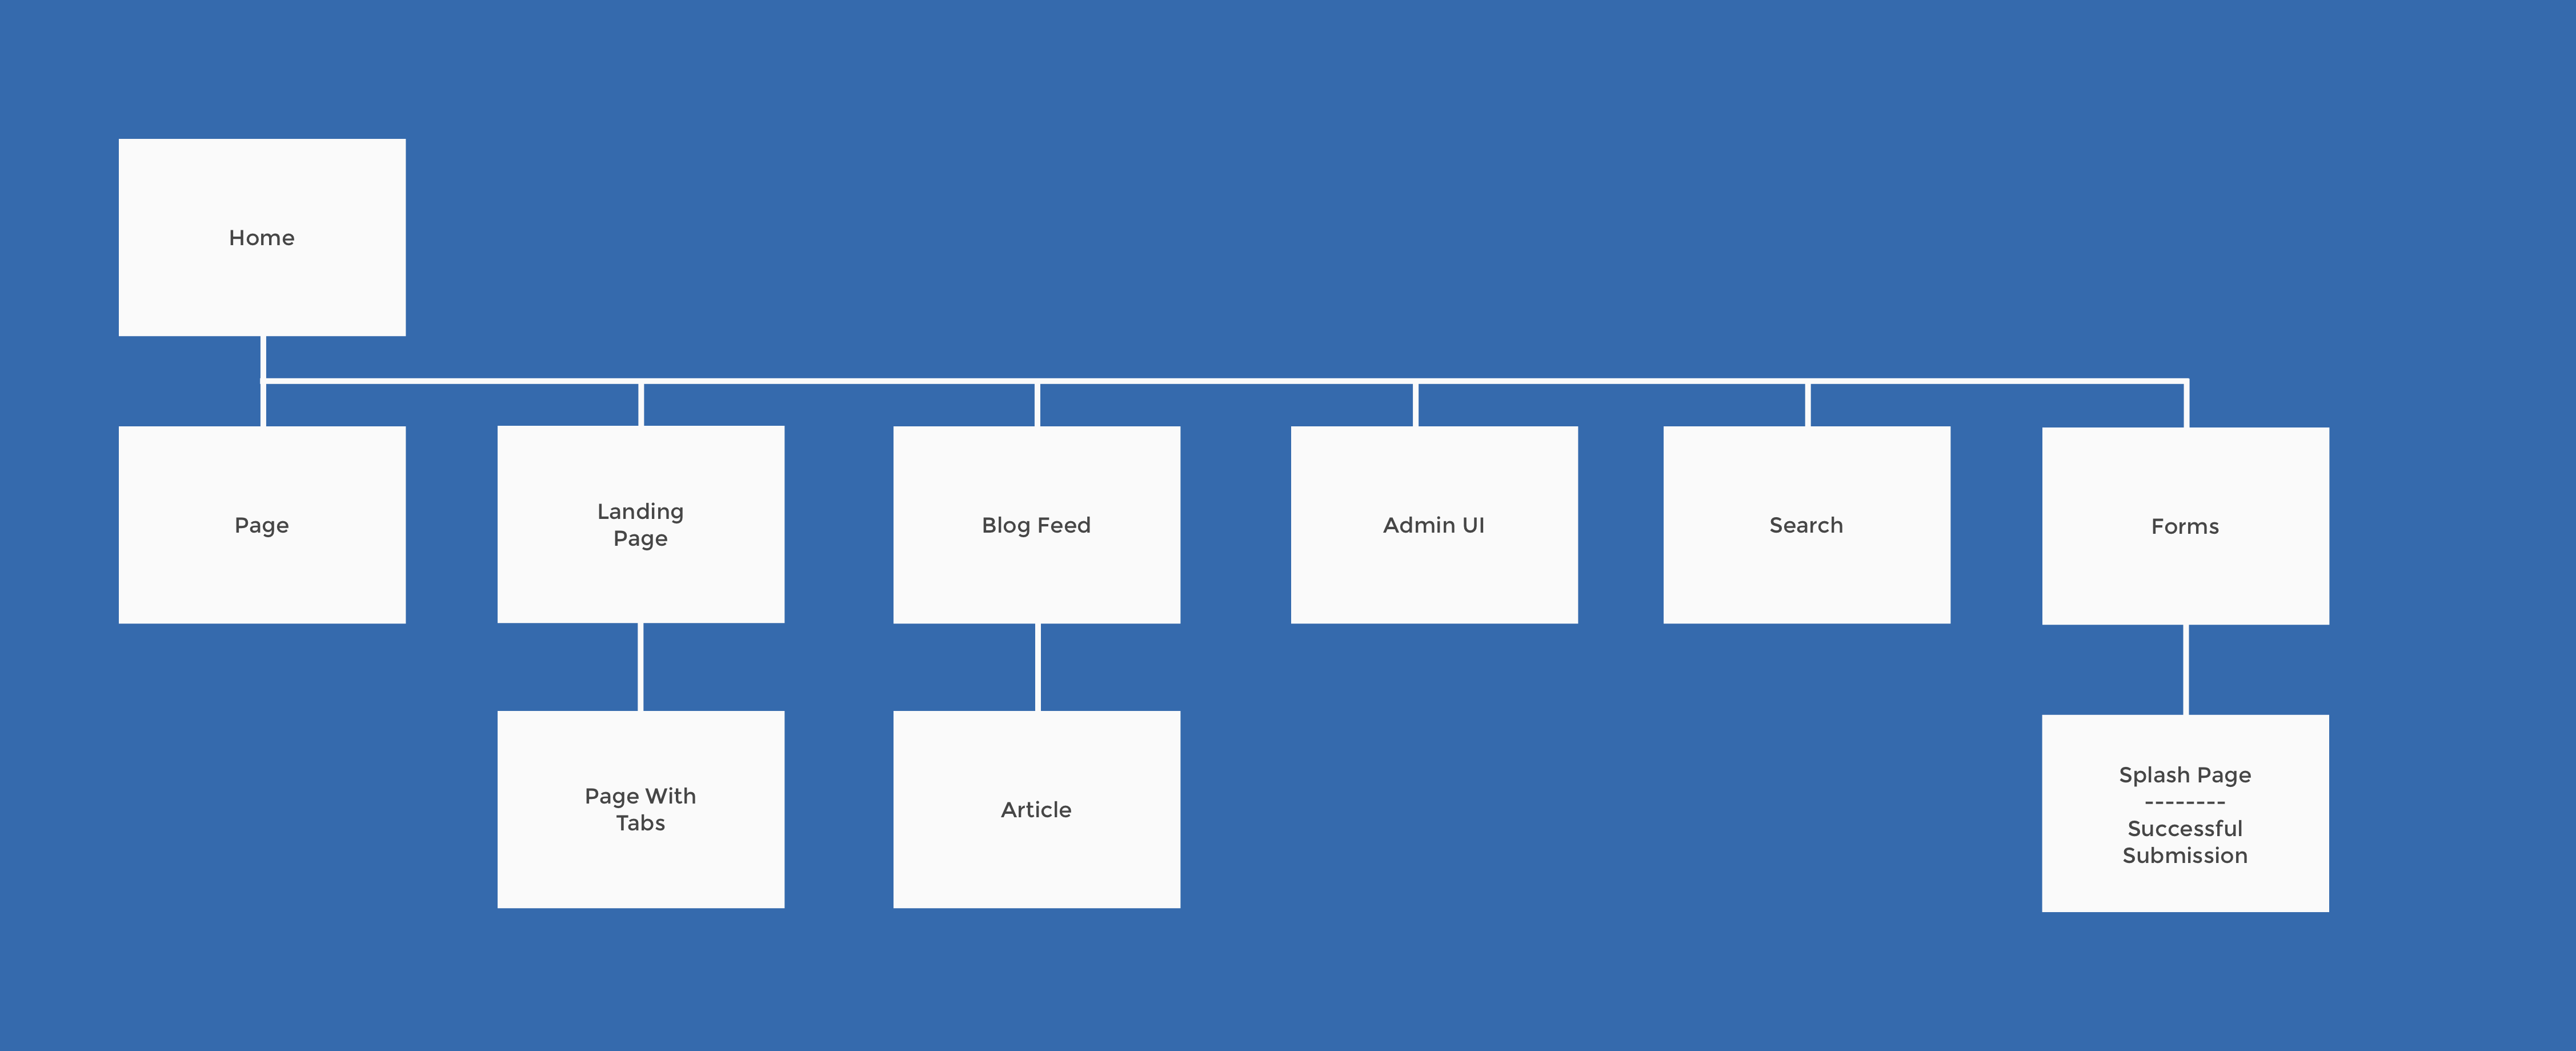 Home
Page
Landing
Page
Blog Feed
Admin UI
Search
Forms
Page With
Tabs
Article
Splash Page
--------
Successful
Submission